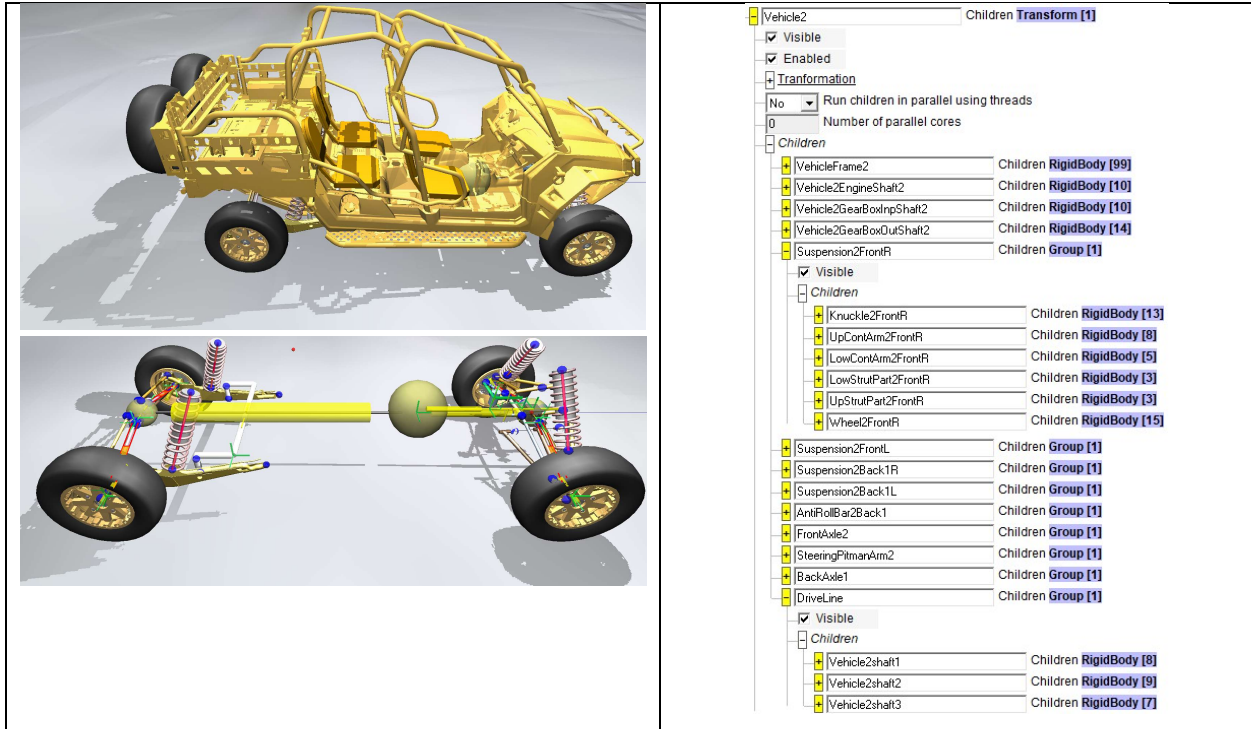 Vehicle2 Children Transform [1]
Visible
Enabled
Tranformation
No Run children in parallel using threads
0 Number of parallel cores
Children
VehicleFrame2 Children RigidBody [99]
Vehicle2EngineShaft2 Children RigidBody [10]
Vehicle2GearBoxInpShaft2 Children RigidBody [10]
Vehicle2GearBoxOutShaft2 Children RigidBody [14]
Suspension2FrontR Children Group [1]
Visible
Children
Knuckle2FrontR Children RigidBody [13]
UpContArm2FrontR Children RigidBody [8]
LowContArm2FrontR Children RigidBody [5]
LowStrutPart2FrontR Children RigidBody [3]
UpStrutPart2FrontR Children RigidBody [3]
Wheel2FrontR Children RigidBody [15]
Suspension2FrontL Children Group [1]
Suspension2Back1R Children Group [1]
Suspension2Back1L Children Group [1]
AntiRollBar2Back1 Children Group [1]
FrontAxle2 Children Group [1]
SteeringPitmanArm2 Children Group [1]
BackAxle1 Children Group [1]
DriveLine Children Group [1]
Visible
Children
Vehicle2shaft1 Children RigidBody [8]
Vehicle2shaft2 Children RigidBody [9]
Vehicle2shaft3 Children RigidBody [7]